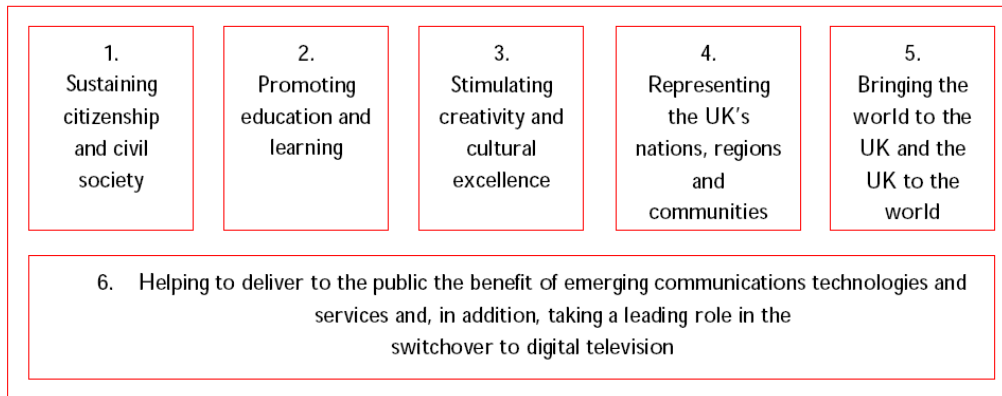 1.
Sustaining
citizenship
and civil
society
2.
Promoting
education and
learning
3.
Stimulating
creativity and
cultural
excellence
4.
Representing
the UK's
nations, regions
and
communities
5.
Bringing the
world to the
UK and the
UK to the
world
6. Helping to deliver to the public the benefit of emerging communications technologies and
services and, in addition, taking a leading role in the
switchover to digital television